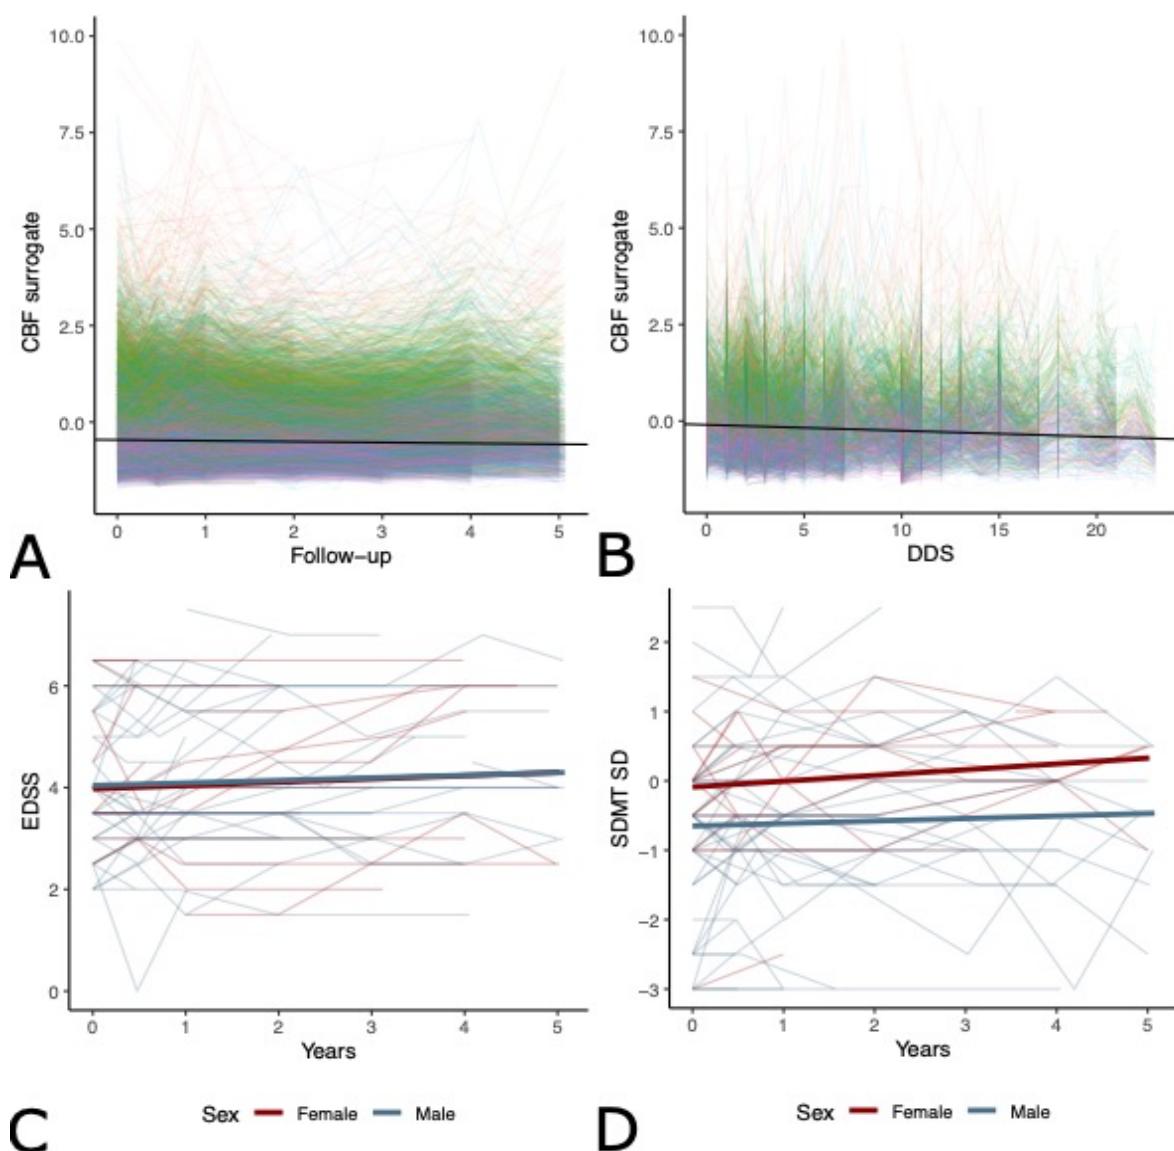 10.0
7.5
5.0
2.5
0.0
CBF surrogate
0 1 2 3 4 5
Follow-up
A
10.0
7.5
5.0
2.5
0.0
CBF surrogate
0 5 10 15 20
DDS
B
6
4
2
0
EDSS
0 1 2 3 4 5
Years
Sex Female Male
C
2
1
0
−1
−2
−3
SDMT SD
0 1 2 3 4 5
Years
Sex Female Male
D